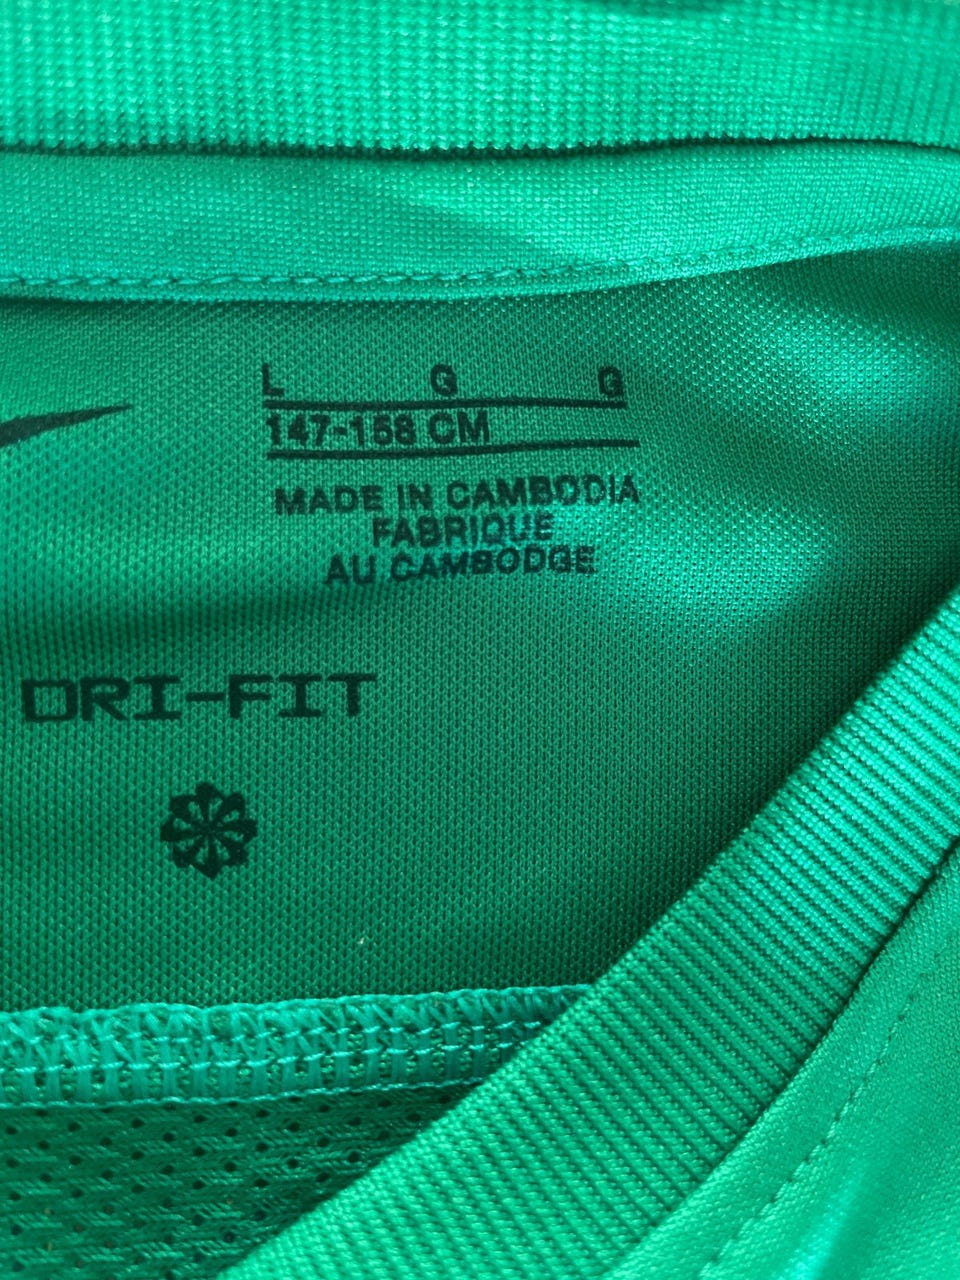 L G G
147-158 CM
MADE IN CAMBODIA
FABRIQUE
AU CAMBODGE
DRI-FIT